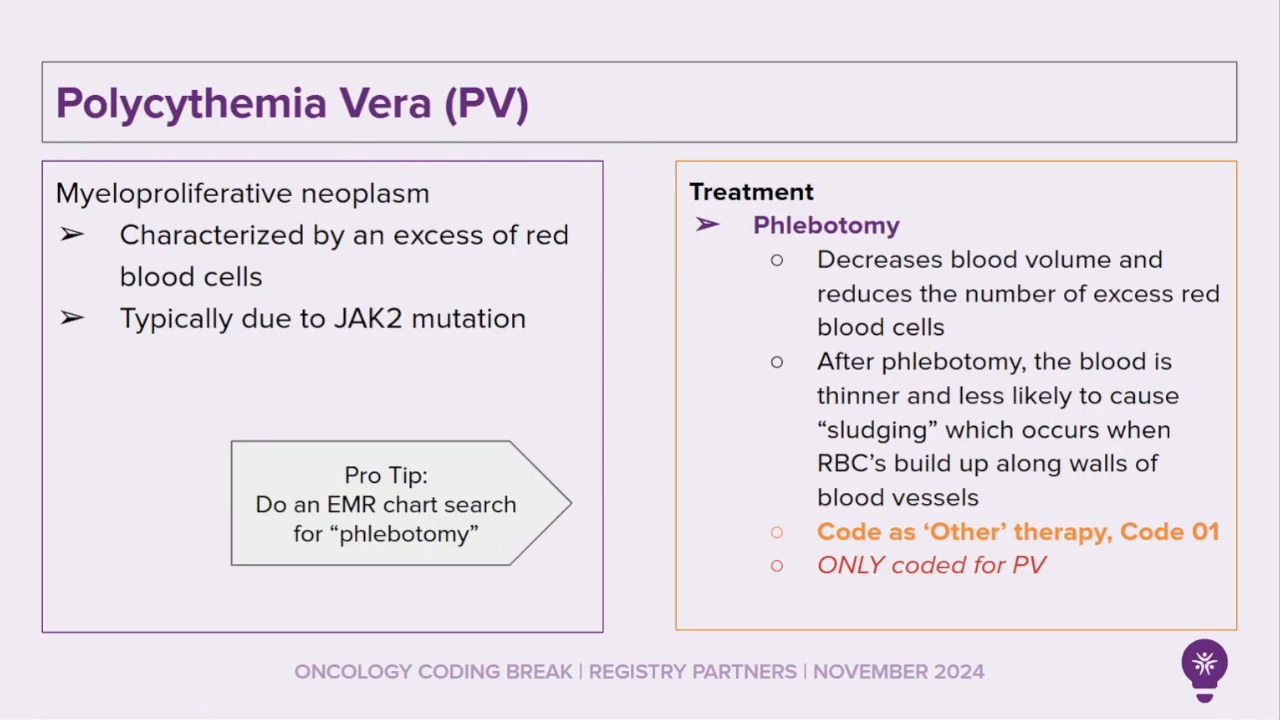 Polycythemia Vera (PV)
Myeloproliferative neoplasm
➢ Characterized by an excess of red
blood cells
➢ Typically due to JAK2 mutation
Pro Tip:
Do an EMR chart search
for “phlebotomy”
Treatment
➢ Phlebotomy
○ Decreases blood volume and
reduces the number of excess red
blood cells
○ After phlebotomy, the blood is
thinner and less likely to cause
“sludging” which occurs when
RBC’s build up along walls of
blood vessels
○ Code as ‘Other’ therapy, Code 01
○ ONLY coded for PV
ONCOLOGY CODING BREAK | REGISTRY PARTNERS | NOVEMBER 2024